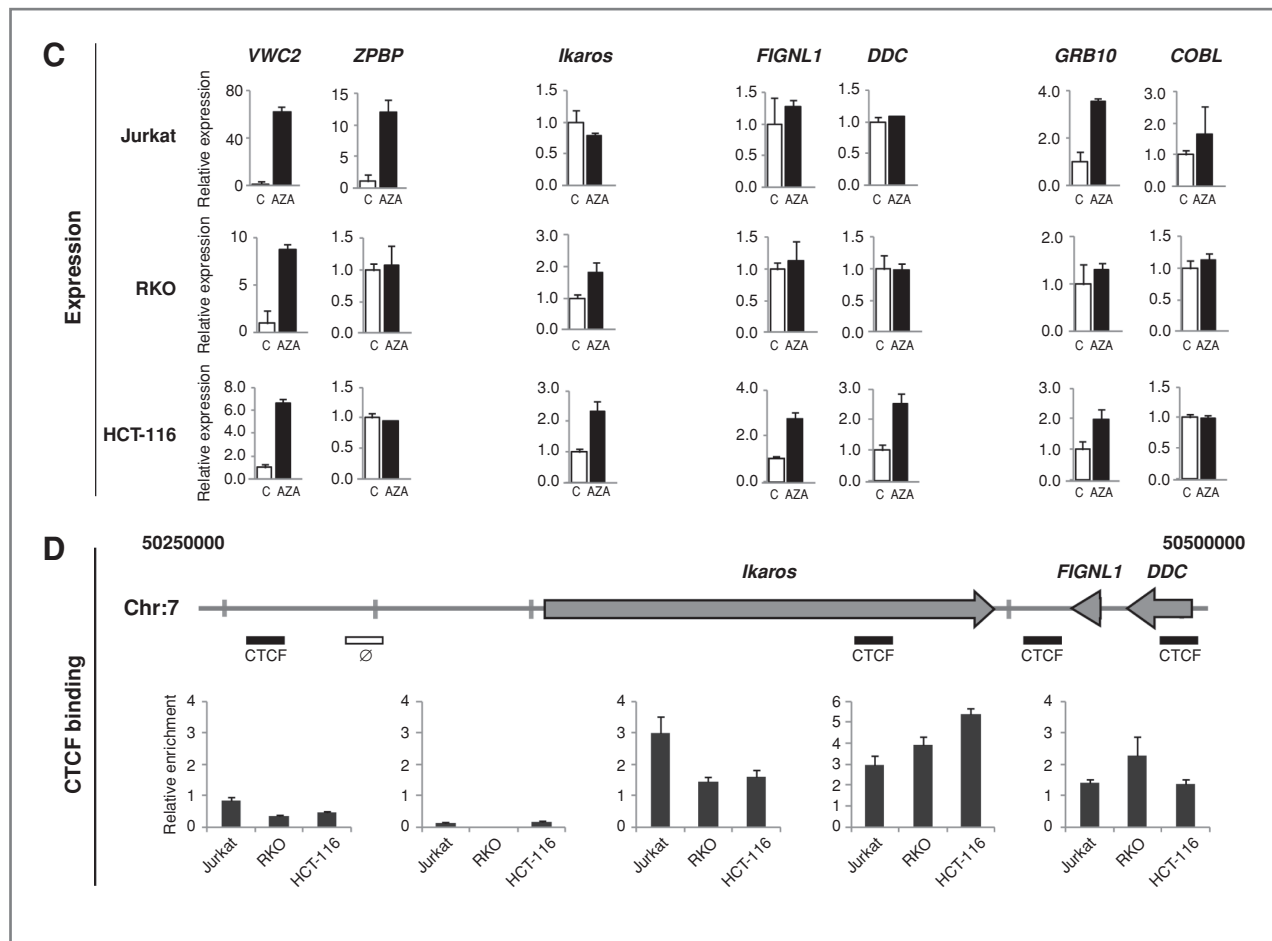 C
VWC2 ZPBP Ikaros FIGNL1 DDC GRB10 COBL
Expression
Jurkat
Relative expression
80 40 0
C AZA
15 10 5 0
C AZA
1.5 1.0 0.5 0.0
C AZA
1.5 1.0 0.5 0.0
C AZA
1.5 1.0 0.5 0.0
C AZA
4.0 2.0 0.0
C AZA
3.0 2.0 1.0 0.0
C AZA
RKO
Relative expression
10 5 0
C AZA
1.5 1.0 0.5 0.0
C AZA
3.0 2.0 1.0 0.0
C AZA
1.5 1.0 0.5 0.0
C AZA
1.5 1.0 0.5 0.0
C AZA
2.0 1.0 0.0
C AZA
1.5 1.0 0.5 0.0
C AZA
HCT-116
Relative expression
8.0 6.0 4.0 2.0 0.0
C AZA
1.5 1.0 0.5 0.0
C AZA
3.0 2.0 1.0 0.0
C AZA
4.0 2.0 0.0
C AZA
3.0 2.0 1.0 0.0
C AZA
3.0 2.0 1.0 0.0
C AZA
1.5 1.0 0.5 0.0
C AZA
D
50250000 50500000
Ikaros FIGNL1 DDC
Chr:7
CTCF Ø CTCF CTCF CTCF
CTCF binding
Relative enrichment
4 3 2 1 0
Jurkat RKO HCT-116
4 3 2 1 0
Jurkat RKO HCT-116
4 3 2 1 0
Jurkat RKO HCT-116
6 5 4 3 2 1 0
Jurkat RKO HCT-116
4 3 2 1 0
Jurkat RKO HCT-116